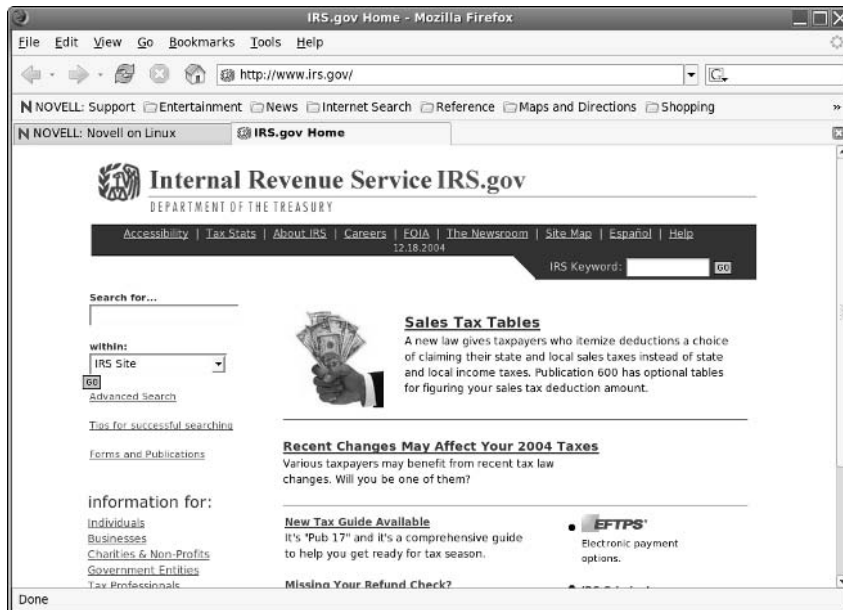 IRS.gov Home - Mozilla Firefox
File Edit View Go Bookmarks Tools Help
http://www.irs.gov/
G
N NOVELL: Support Entertainment News Internet Search Reference Maps and Directions Shopping »
N NOVELL: Novell on Linux IRS.gov Home
Internal Revenue Service IRS.gov
DEPARTMENT OF THE TREASURY
Accessibility | Tax Stats | About IRS | Careers | FOIA | The Newsroom | Site Map | Español | Help
12.18.2004
IRS Keyword: GO
Search for...
within:
IRS Site
GO
Advanced Search
Tips for successful searching
Forms and Publications
information for:
Individuals
Businesses
Charities & Non-Profits
Government Entities
Tax Professionals
Sales Tax Tables
A new law gives taxpayers who itemize deductions a choice
of claiming their state and local sales taxes instead of state
and local income taxes. Publication 600 has optional tables
for figuring your sales tax deduction amount.
Recent Changes May Affect Your 2004 Taxes
Various taxpayers may benefit from recent tax law
changes. Will you be one of them?
New Tax Guide Available
It's "Pub 17" and it's a comprehensive guide
to help you get ready for tax season.
Missing Your Refund Check?
• EFTPS
Electronic payment
options.
Done